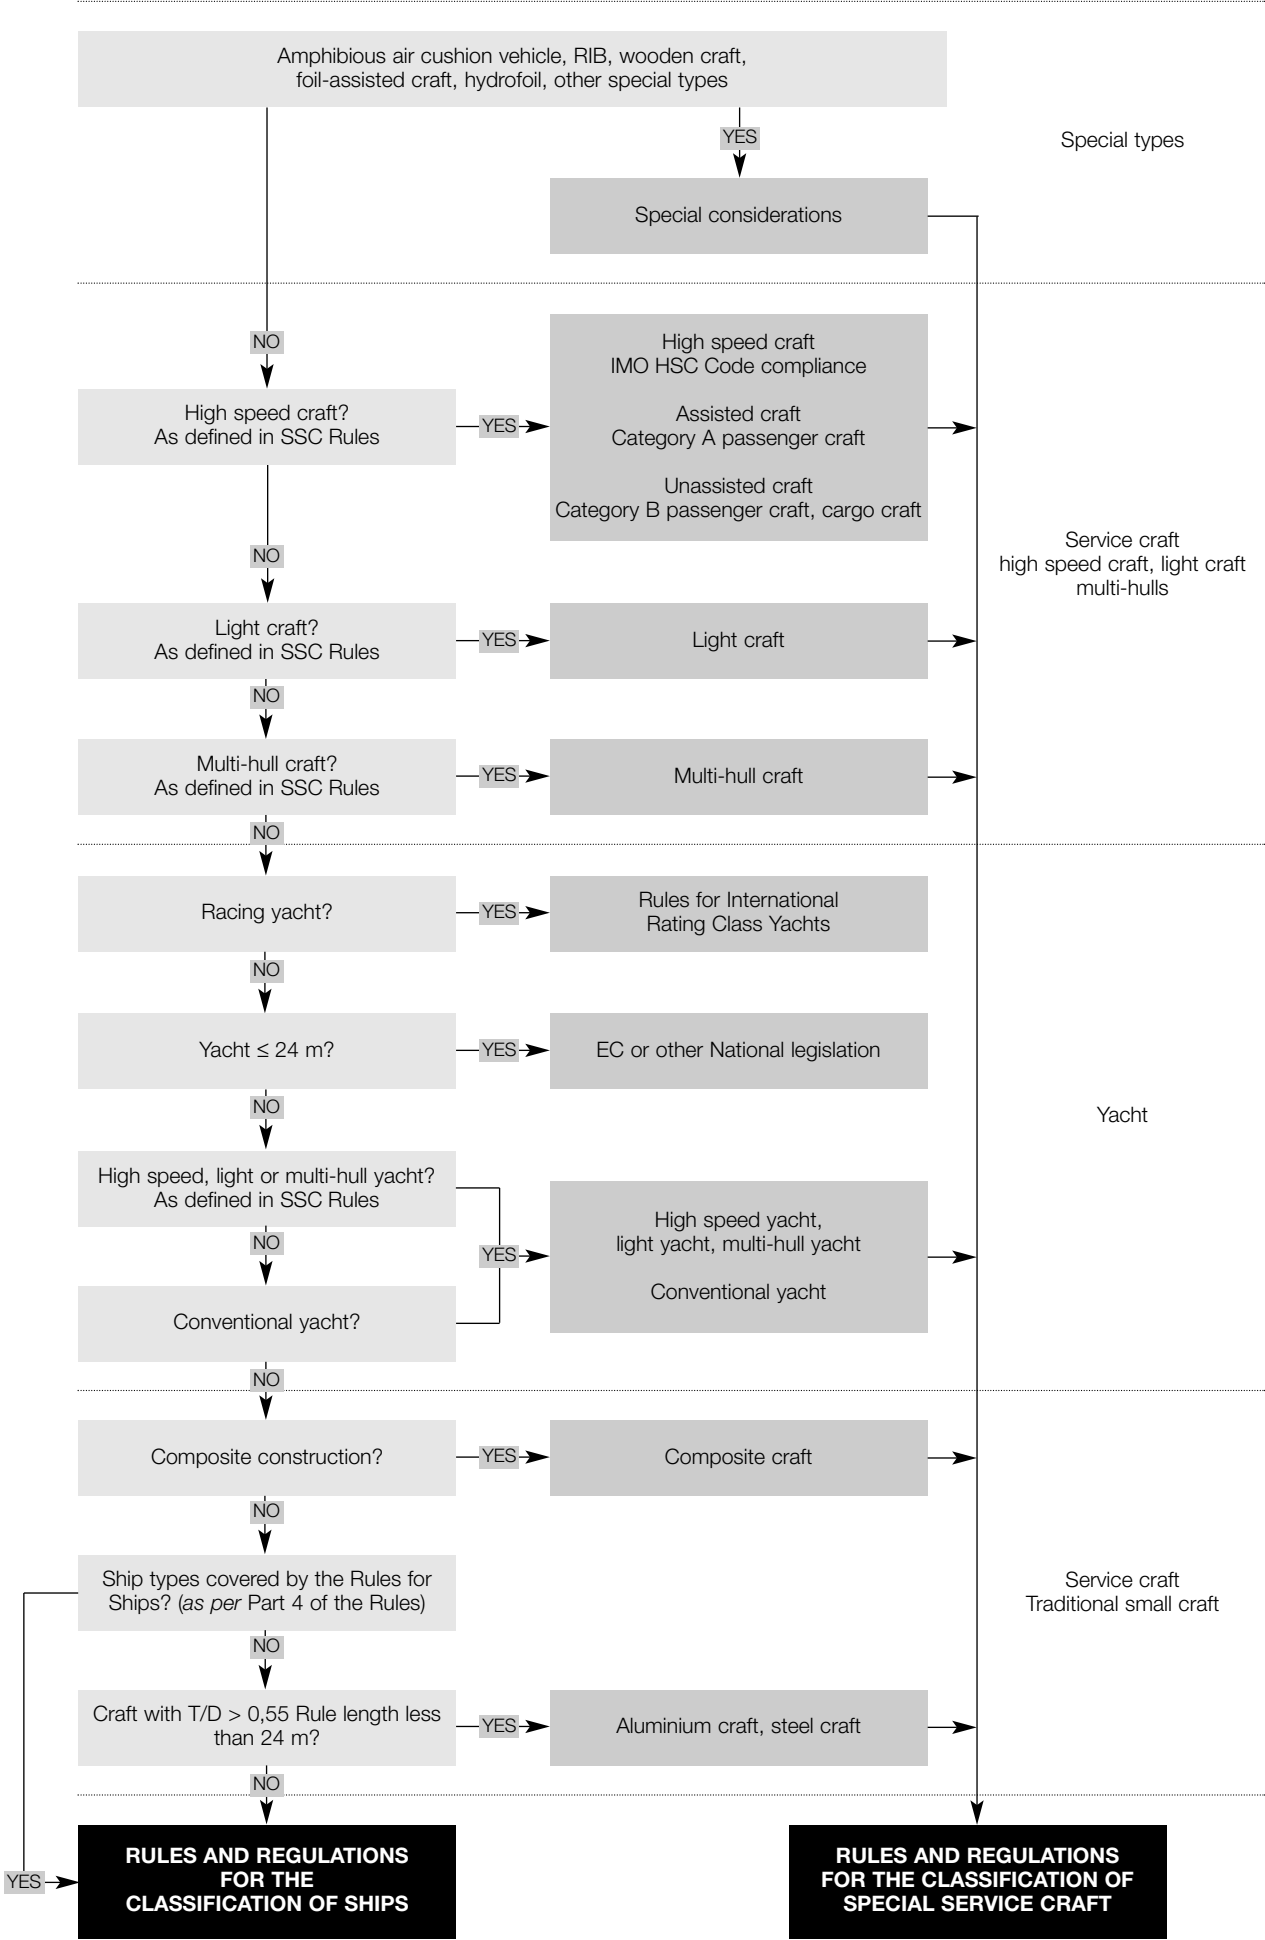 Amphibious air cushion vehicle, RIB, wooden craft,
foil-assisted craft, hydrofoil, other special types
YES
Special types
Special considerations
NO
High speed craft?
As defined in SSC Rules
YES
High speed craft
IMO HSC Code compliance
Assisted craft
Category A passenger craft
Unassisted craft
Category B passenger craft, cargo craft
Service craft
high speed craft, light craft
multi-hulls
NO
Light craft?
As defined in SSC Rules
YES
Light craft
NO
Multi-hull craft?
As defined in SSC Rules
YES
Multi-hull craft
NO
Racing yacht?
YES
Rules for International
Rating Class Yachts
NO
Yacht ≤ 24 m?
YES
EC or other National legislation
Yacht
NO
High speed, light or multi-hull yacht?
As defined in SSC Rules
NO
YES
High speed yacht,
light yacht, multi-hull yacht
Conventional yacht
Conventional yacht?
NO
Composite construction?
YES
Composite craft
NO
Ship types covered by the Rules for
Ships? (as per Part 4 of the Rules)
Service craft
Traditional small craft
NO
Craft with T/D > 0,55 Rule length less
than 24 m?
YES
Aluminium craft, steel craft
NO
YES
RULES AND REGULATIONS
FOR THE
CLASSIFICATION OF SHIPS
RULES AND REGULATIONS
FOR THE CLASSIFICATION OF
SPECIAL SERVICE CRAFT